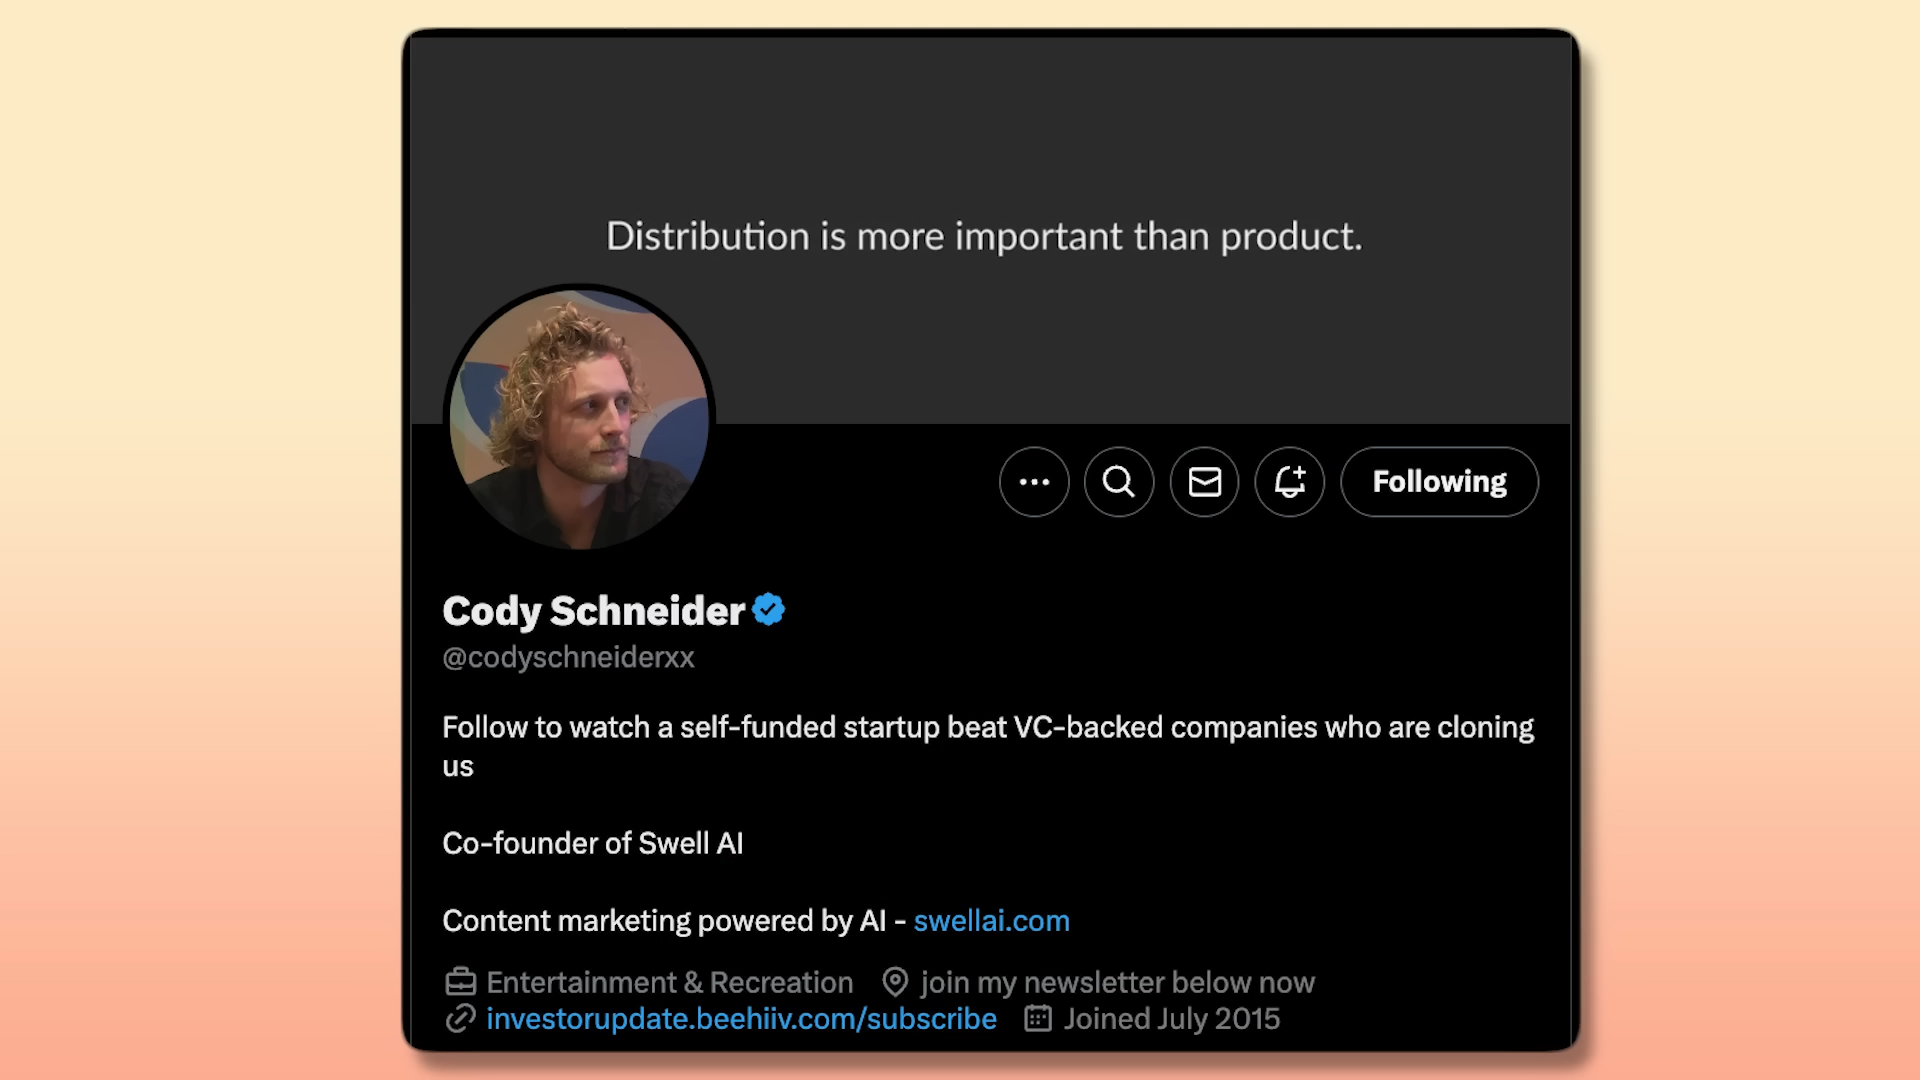 Distribution is more important than product.
Following
Cody Schneider
@codyschneiderxx
Follow to watch a self-funded startup beat VC-backed companies who are cloning
us
Co-founder of Swell AI
Content marketing powered by AI - swellai.com
Entertainment & Recreation join my newsletter below now
investorupdate.beehiiv.com/subscribe Joined July 2015